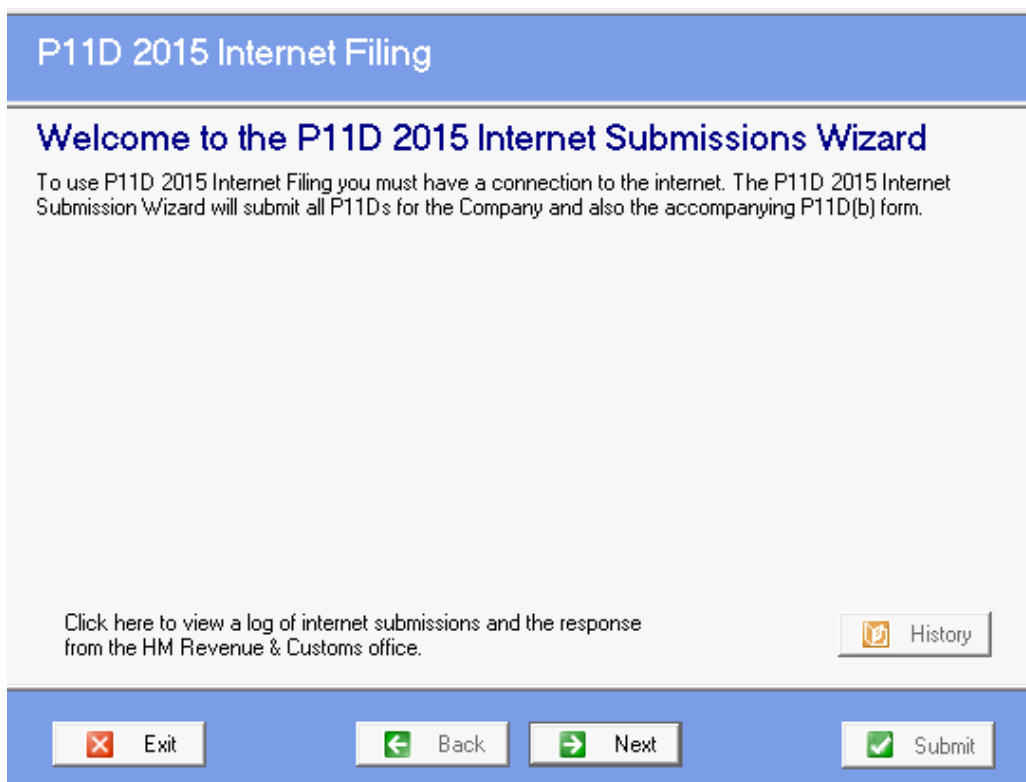 P11D 2015 Internet Filing
Welcome to the P11D 2015 Internet Submissions Wizard
To use P11D 2015 Internet Filing you must have a connection to the internet. The P11D 2015 Internet
Submission Wizard will submit all P11Ds for the Company and also the accompanying P11D(b) form.
Click here to view a log of internet submissions and the response
from the HM Revenue & Customs office.
History
Exit
Back
Next
Submit